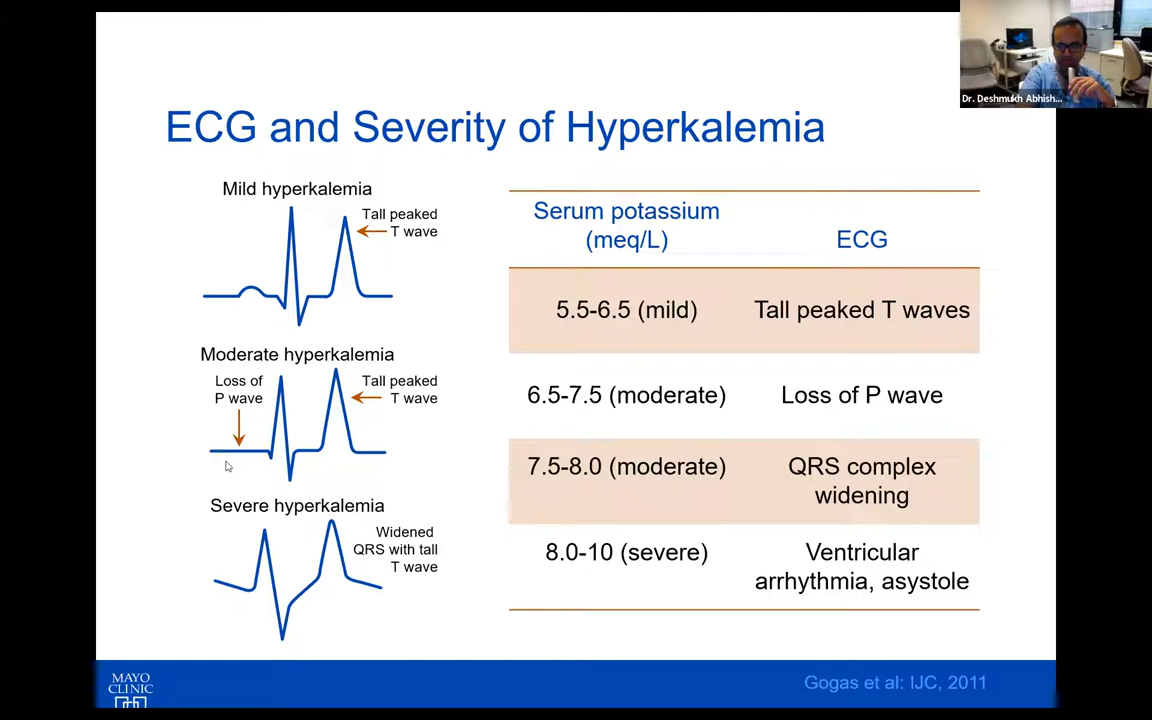 Dr. Deshmukh Abhish...
ECG and Severity of Hyperkalemia
Mild hyperkalemia
Tall peaked
T wave
Moderate hyperkalemia
Loss of
P wave
Tall peaked
T wave
Severe hyperkalemia
Widened
QRS with tall
T wave
Serum potassium
(meq/L)
ECG
5.5-6.5 (mild)
Tall peaked T waves
6.5-7.5 (moderate)
Loss of P wave
7.5-8.0 (moderate)
QRS complex
widening
8.0-10 (severe)
Ventricular
arrhythmia, asystole
MAYO
CLINIC
Gogas et al: IJC, 2011